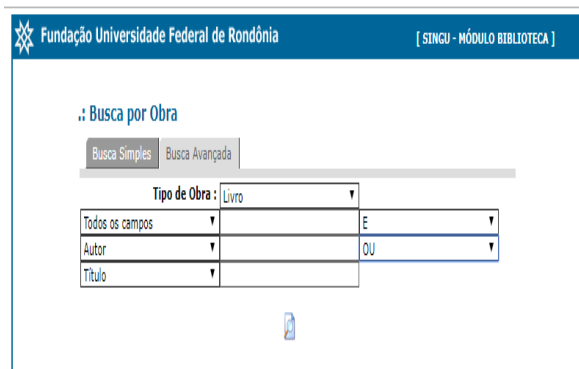 Fundação Universidade Federal de Rondônia [ SINGU - MÓDULO BIBLIOTECA ]
.: Busca por Obra
Busca Simples Busca Avançada
Tipo de Obra : Livro
Todos os campos E
Autor OU
Título